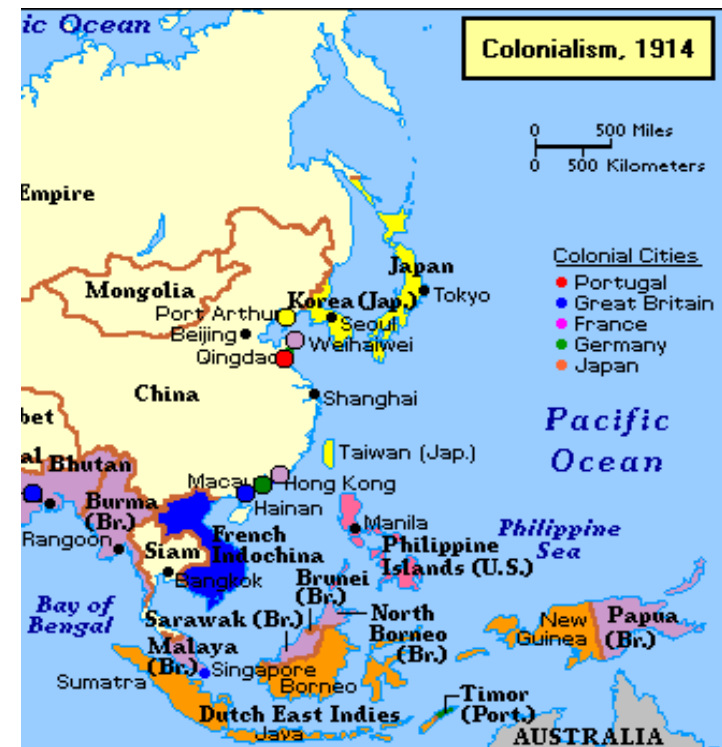 ic Ocean
Colonialism, 1914
0 500 Miles
0 500 Kilometers
Empire
Colonial Cities
Portugal
Great Britain
France
Germany
Japan
Japan
Mongolia
Korea (Jap.)
Tokyo
Port Arthur
Seoul
Beijing
Weihaiwei
Qingdao
China
Shanghai
Pacific
Ocean
bet
Taiwan (Jap.)
al
Bhutan
Macau
Hong Kong
Hainan
Burma
(Br.)
Manila
Philippine
Sea
French
Indochina
Rangoon
Siam
Philippine
Islands (U.S.)
Bangkok
Brunei
(Br.)
Bay of
Bengal
Sarawak (Br.)
North
Borneo
(Br.)
New
Guinea
Papua
(Br.)
Malaya
(Br.)
Singapore
Sumatra
Borneo
Timor
(Port.)
Dutch East Indies
Java
AUSTRALIA